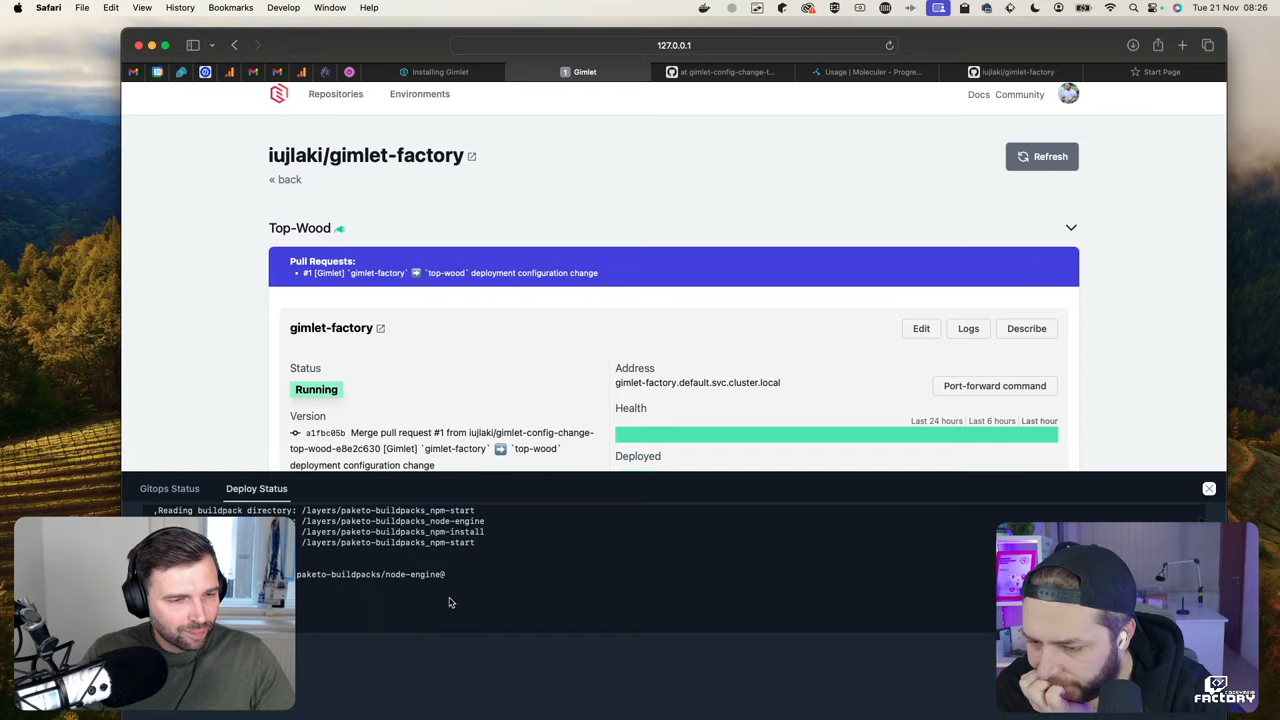 Safari File Edit View History Bookmarks Develop Window Help
Tue 21 Nov 08:26
127.0.0.1
Installing Gimlet
1 Gimlet
at gimlet-config-change-t...
Usage | Moleculer - Progre...
iujlaki/gimlet-factory
Start Page
Repositories
Environments
Docs Community
iujlaki/gimlet-factory
Refresh
« back
Top-Wood
Pull Requests:
• #1 [Gimlet] `gimlet-factory` ➡️ `top-wood` deployment configuration change
gimlet-factory
Edit
Logs
Describe
Status
Running
Address
gimlet-factory.default.svc.cluster.local
Port-forward command
Version
a1fbc05b Merge pull request #1 from iujlaki/gimlet-config-change-
top-wood-e8e2c630 [Gimlet] `gimlet-factory` ➡️ `top-wood`
deployment configuration change
Health
Last 24 hours | Last 6 hours | Last hour
Deployed
Gitops Status
Deploy Status
,Reading buildpack directory: /layers/paketo-buildpacks_npm-start
/layers/paketo-buildpacks_node-engine
/layers/paketo-buildpacks_npm-install
/layers/paketo-buildpacks_npm-start
paketo-buildpacks/node-engine@
FACTORY